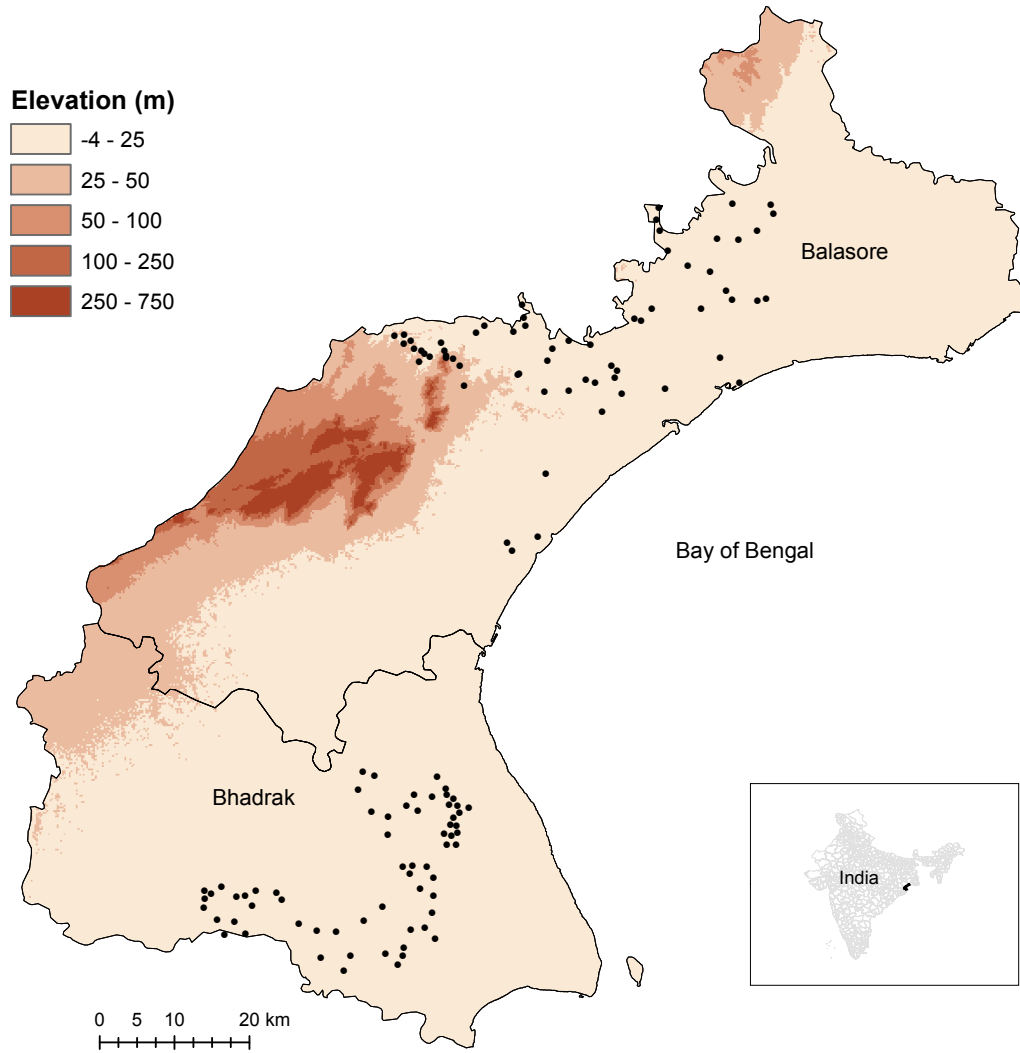 Elevation (m)
-4 - 25
25 - 50
50 - 100
100 - 250
250 - 750
Balasore
Bay of Bengal
Bhadrak
India
0 5 10 20 km